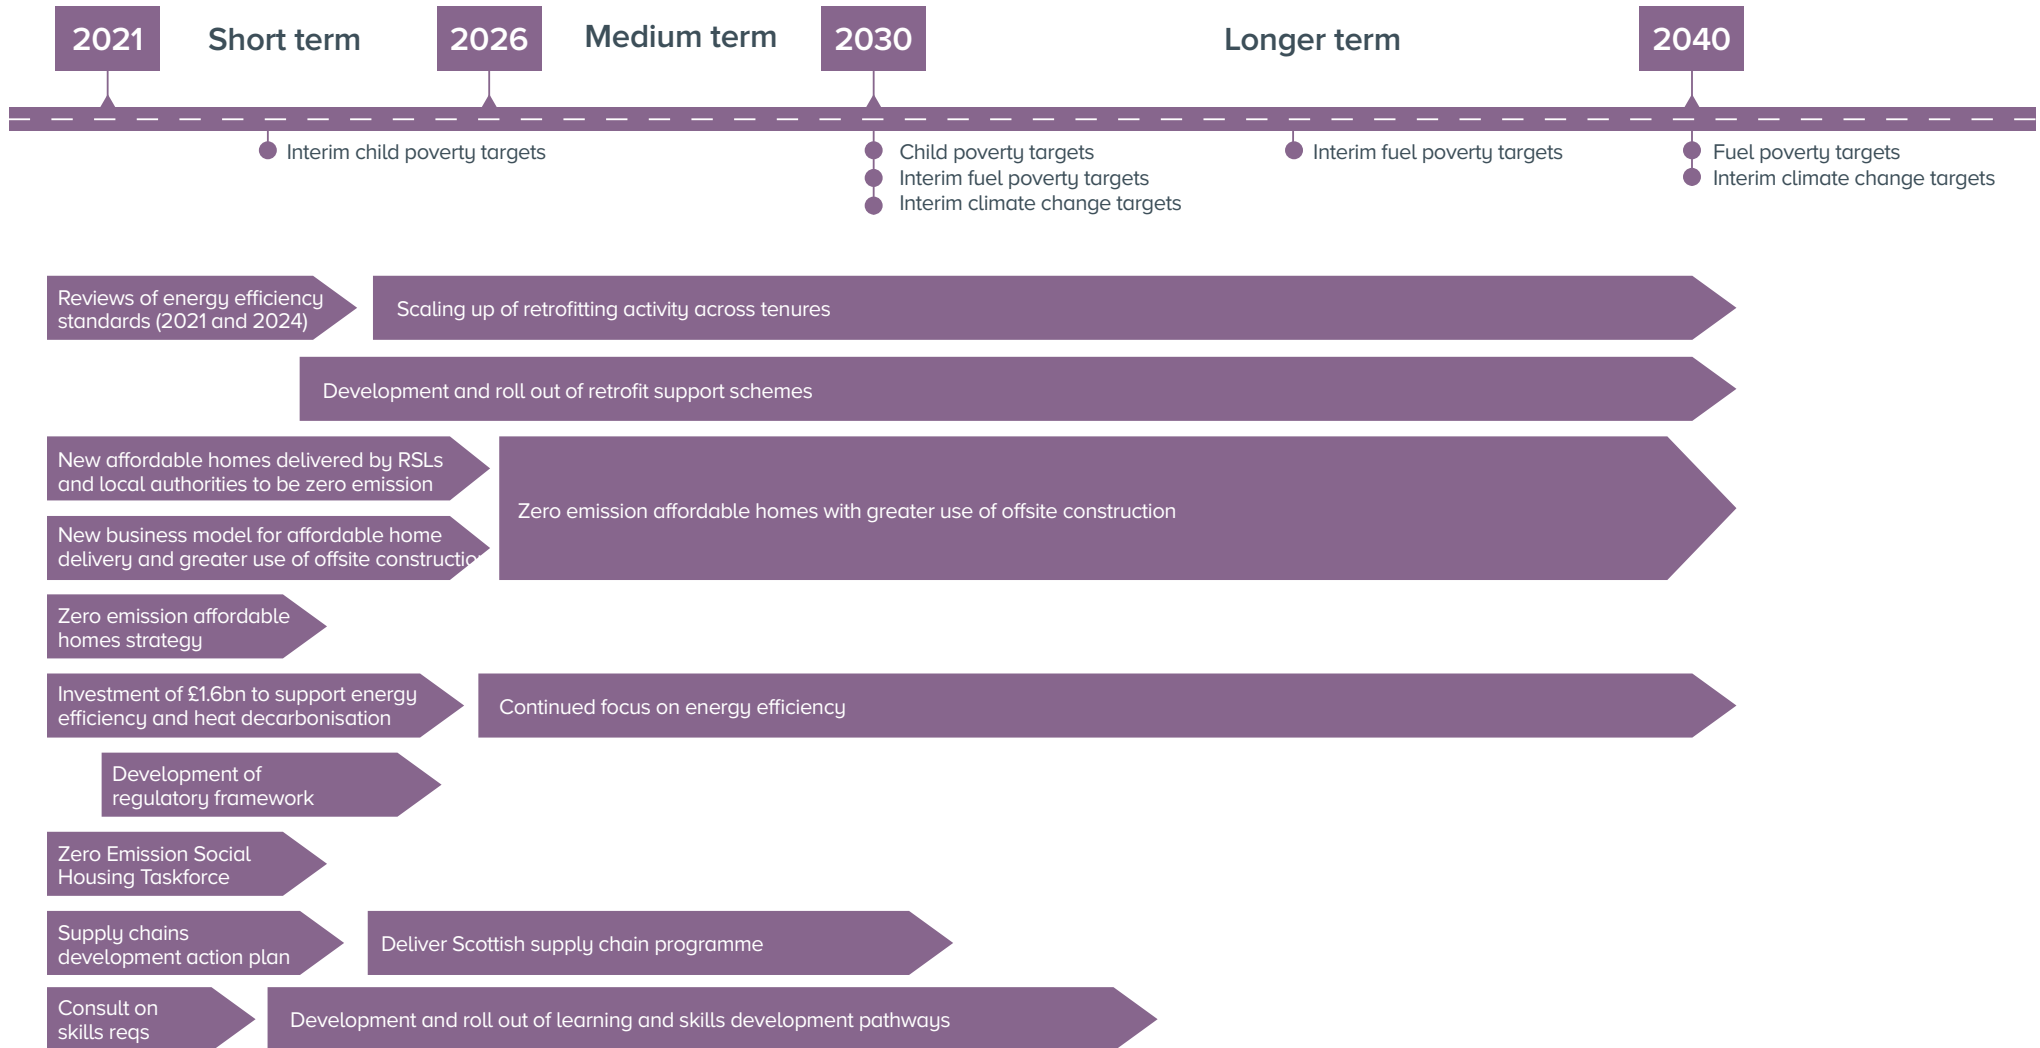 2021
Short term
2026
Medium term
2030
Longer term
2040
Interim child poverty targets
Child poverty targets
Interim fuel poverty targets
Interim climate change targets
Interim fuel poverty targets
Fuel poverty targets
Interim climate change targets
Reviews of energy efficiency
standards (2021 and 2024)
Scaling up of retrofitting activity across tenures
Development and roll out of retrofit support schemes
New affordable homes delivered by RSLs
and local authorities to be zero emission
New business model for affordable home
delivery and greater use of offsite construction
Zero emission affordable homes with greater use of offsite construction
Zero emission affordable
homes strategy
Investment of £1.6bn to support energy
efficiency and heat decarbonisation
Continued focus on energy efficiency
Development of
regulatory framework
Zero Emission Social
Housing Taskforce
Supply chains
development action plan
Deliver Scottish supply chain programme
Consult on
skills reqs
Development and roll out of learning and skills development pathways